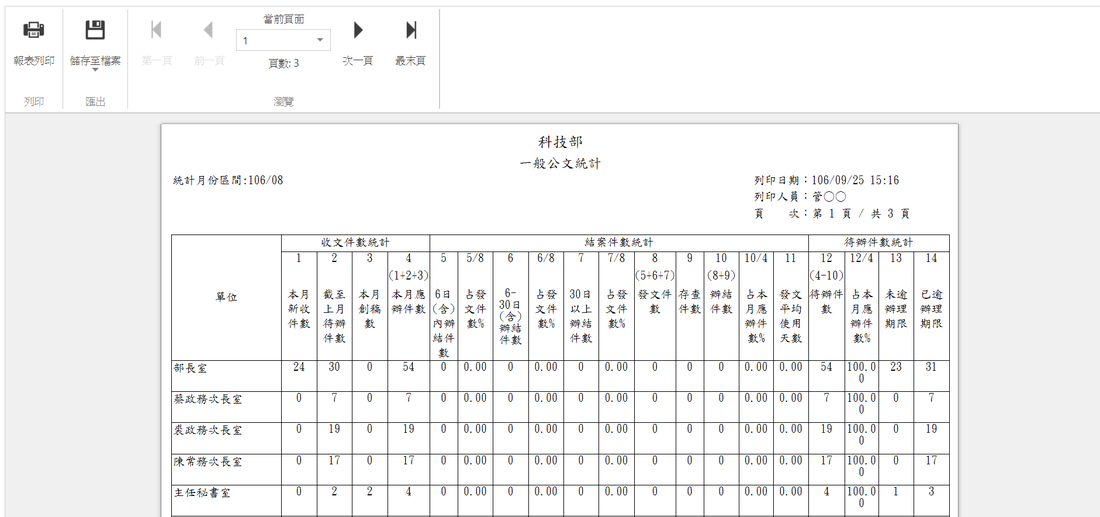 當前頁面
1
報表列印
儲存至檔案
第一頁
前一頁
頁數: 3
次一頁
最末頁
列印
匯出
瀏覽
科技部
一般公文統計
統計月份區間:106/08
列印日期：106/09/25 15:16
列印人員：管○○
頁　　次：第 1 頁 / 共 3 頁
單位 收文件數統計 結案件數統計 待辦件數統計
1 2 3 4 5 5/8 6 6/8 7 7/8 8 9 10 10/4 11 12 12/4 13 14
(1+2+3) (5+6+7) (8+9) (4-10)
本月新收件數 截至上月待辦件數 本月創稿數 本月應辦件數 6日(含)內辦結件數 占發文件數% 6-30日(含)辦結件數 占發文件數% 30日以上辦結件數 占發文件數% 發文件數 存查件數 辦結件數 占本月應辦件數% 發文平均使用天數 待辦件數 占本月應辦件數% 未逾辦理期限 已逾辦理期限
部長室 24 30 0 54 0 0.00 0 0.00 0 0.00 0 0 0 0.00 0.00 54 100.00 23 31
蔡政務次長室 0 7 0 7 0 0.00 0 0.00 0 0.00 0 0 0 0.00 0.00 7 100.00 0 7
裘政務次長室 0 19 0 19 0 0.00 0 0.00 0 0.00 0 0 0 0.00 0.00 19 100.00 0 19
陳常務次長室 0 17 0 17 0 0.00 0 0.00 0 0.00 0 0 0 0.00 0.00 17 100.00 0 17
主任秘書室 0 2 2 4 0 0.00 0 0.00 0 0.00 0 0 0 0.00 0.00 4 100.00 1 3